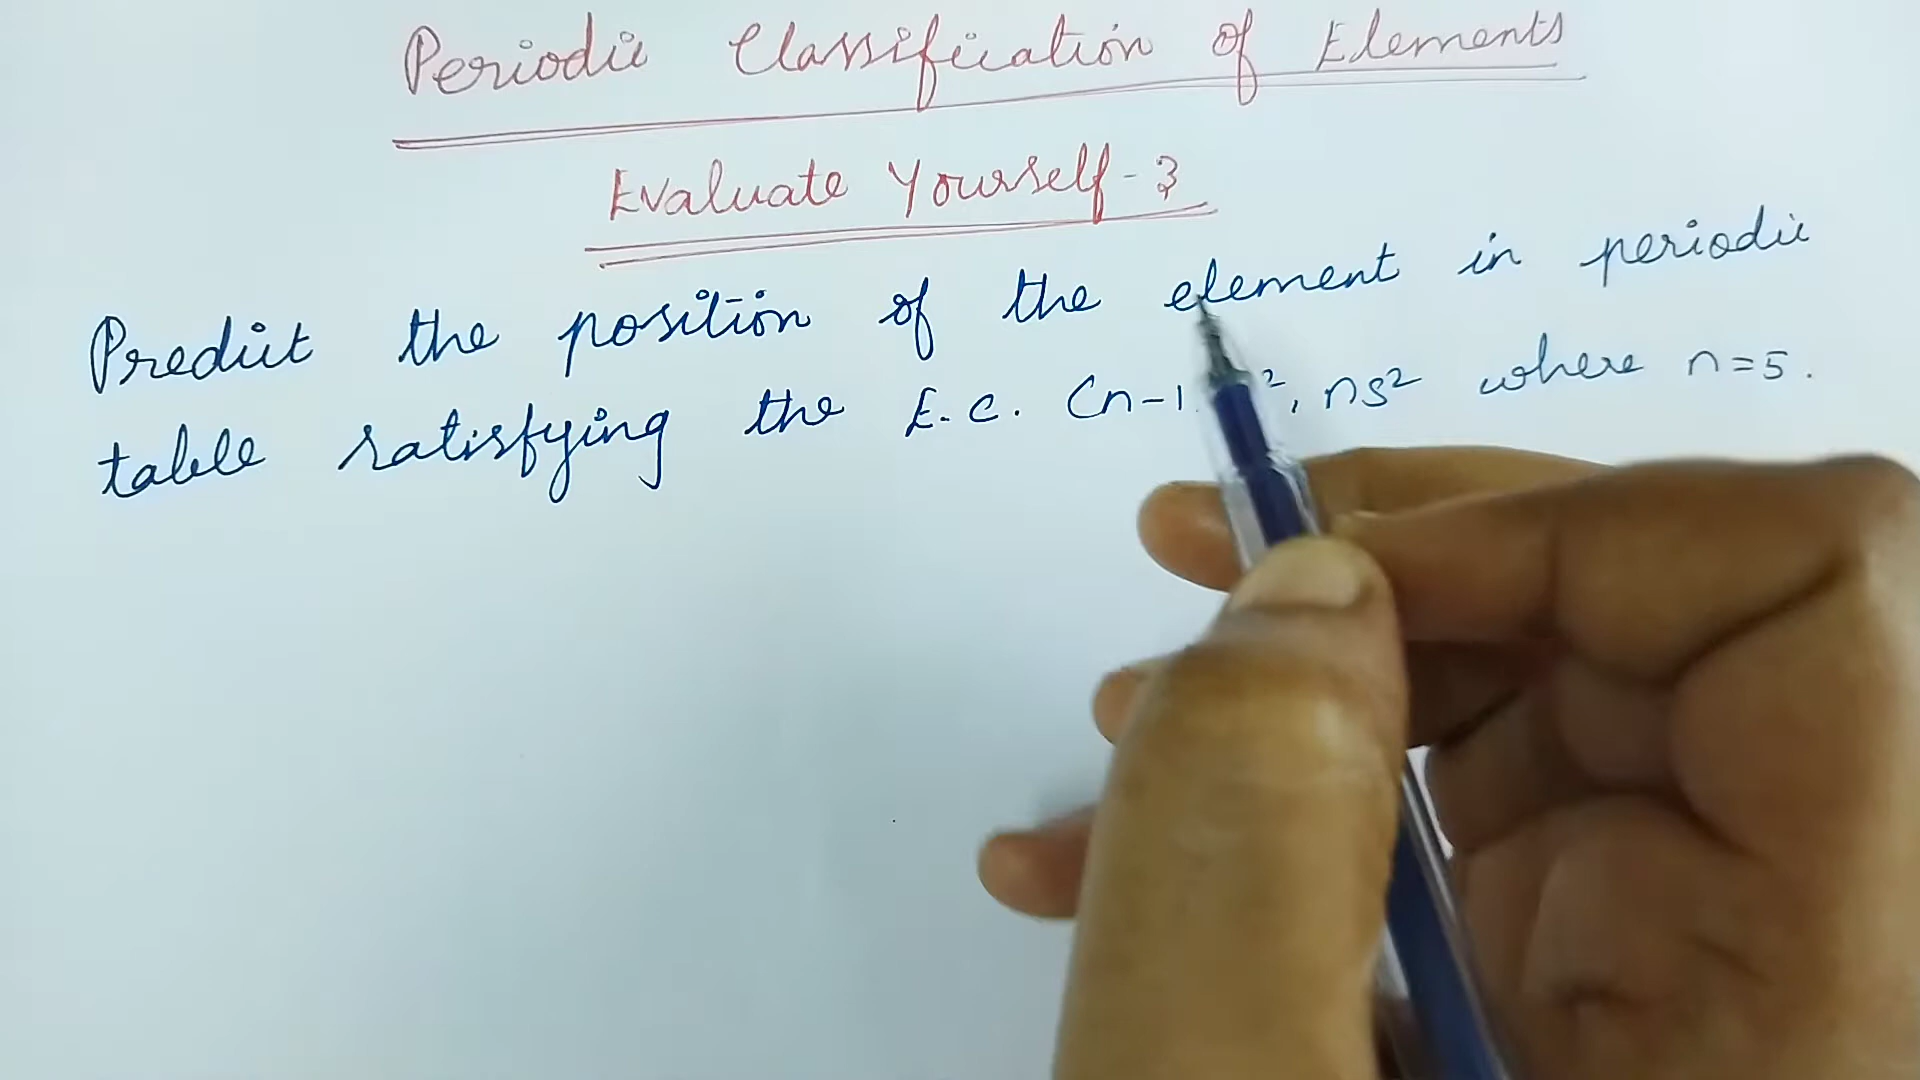 Periodic Classification of Elements
Evaluate Yourself-3
Predict the position of the element in periodic
table satisfying the E.C. (n-1 ², ns² where n=5.